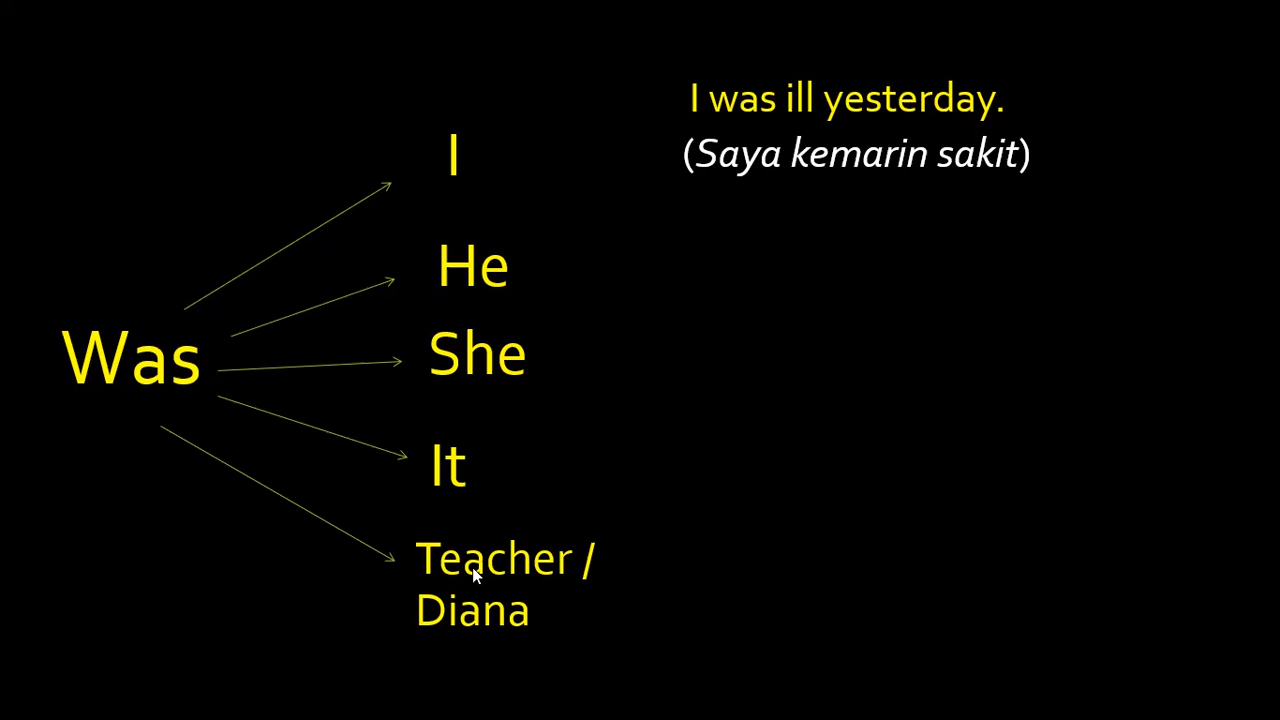 I was ill yesterday.
(Saya kemarin sakit)
I
He
Was
She
It
Teacher /
Diana